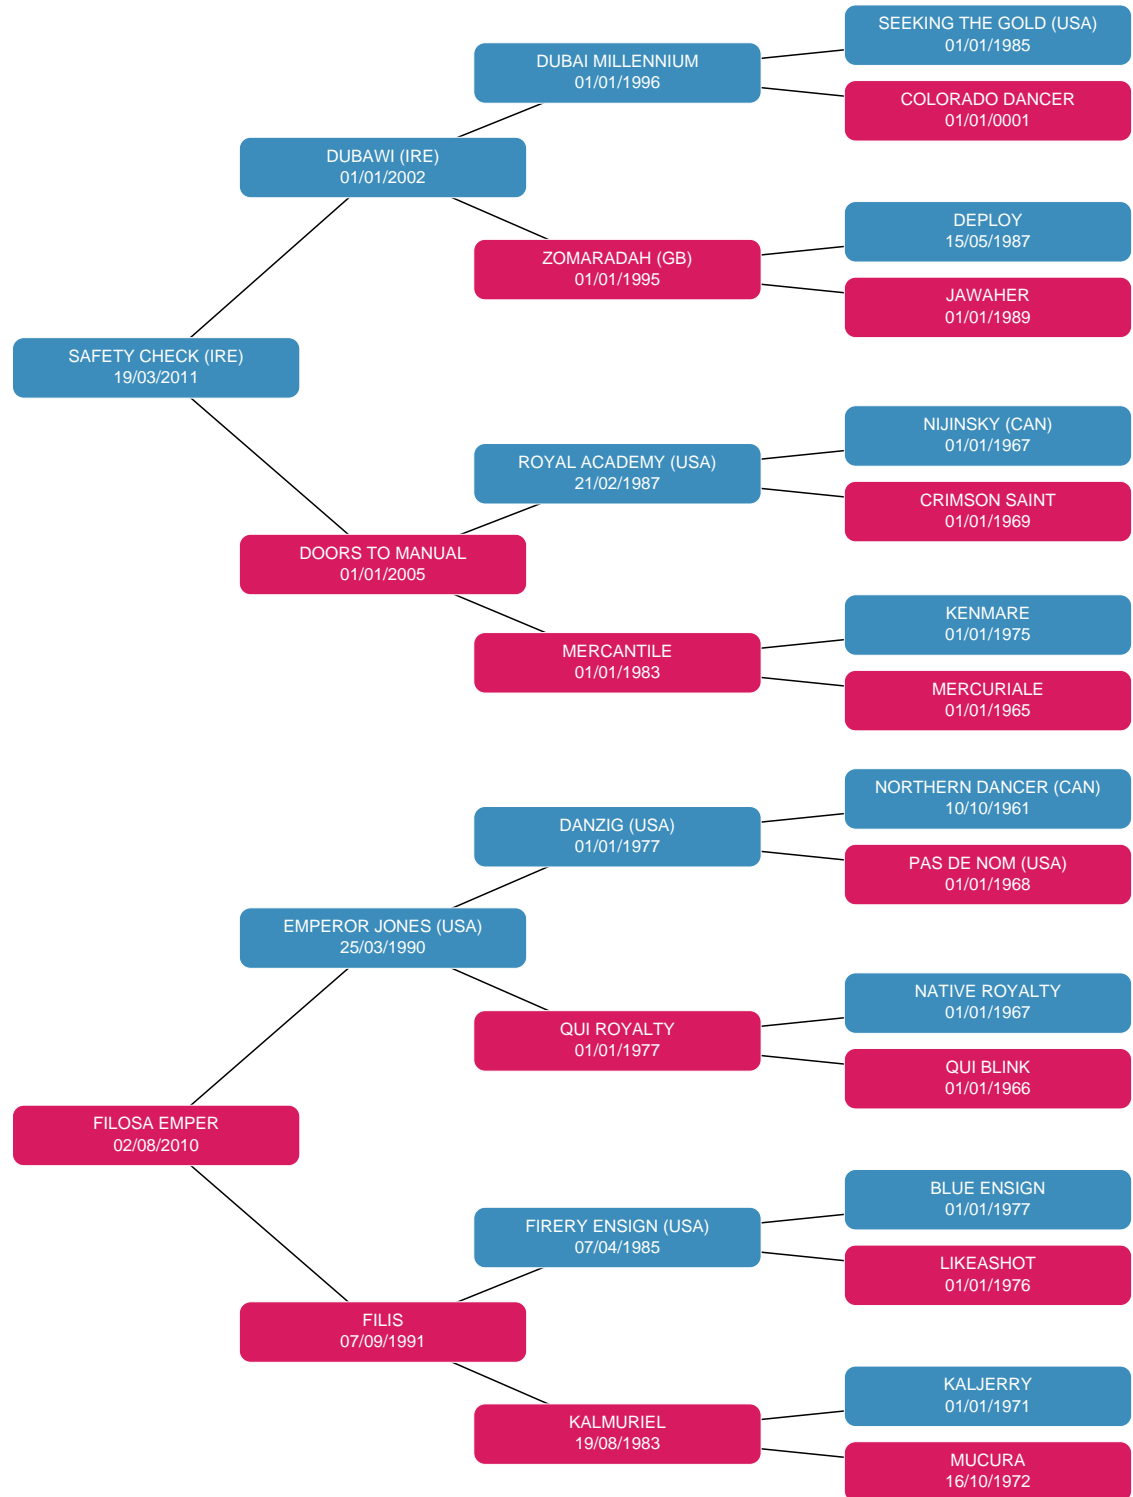 SEEKING THE GOLD (USA)
01/01/1985
DUBAI MILLENNIUM
01/01/1996
COLORADO DANCER
01/01/0001
DUBAWI (IRE)
01/01/2002
DEPLOY
15/05/1987
ZOMARADAH (GB)
01/01/1995
JAWAHER
01/01/1989
SAFETY CHECK (IRE)
19/03/2011
NIJINSKY (CAN)
01/01/1967
ROYAL ACADEMY (USA)
21/02/1987
CRIMSON SAINT
01/01/1969
DOORS TO MANUAL
01/01/2005
KENMARE
01/01/1975
MERCANTILE
01/01/1983
MERCURIALE
01/01/1965
NORTHERN DANCER (CAN)
10/10/1961
DANZIG (USA)
01/01/1977
PAS DE NOM (USA)
01/01/1968
EMPEROR JONES (USA)
25/03/1990
NATIVE ROYALTY
01/01/1967
QUI ROYALTY
01/01/1977
QUI BLINK
01/01/1966
FILOSA EMPER
02/08/2010
BLUE ENSIGN
01/01/1977
FIRERY ENSIGN (USA)
07/04/1985
LIKEASHOT
01/01/1976
FILIS
07/09/1991
KALJERRY
01/01/1971
KALMURIEL
19/08/1983
MUCURA
16/10/1972